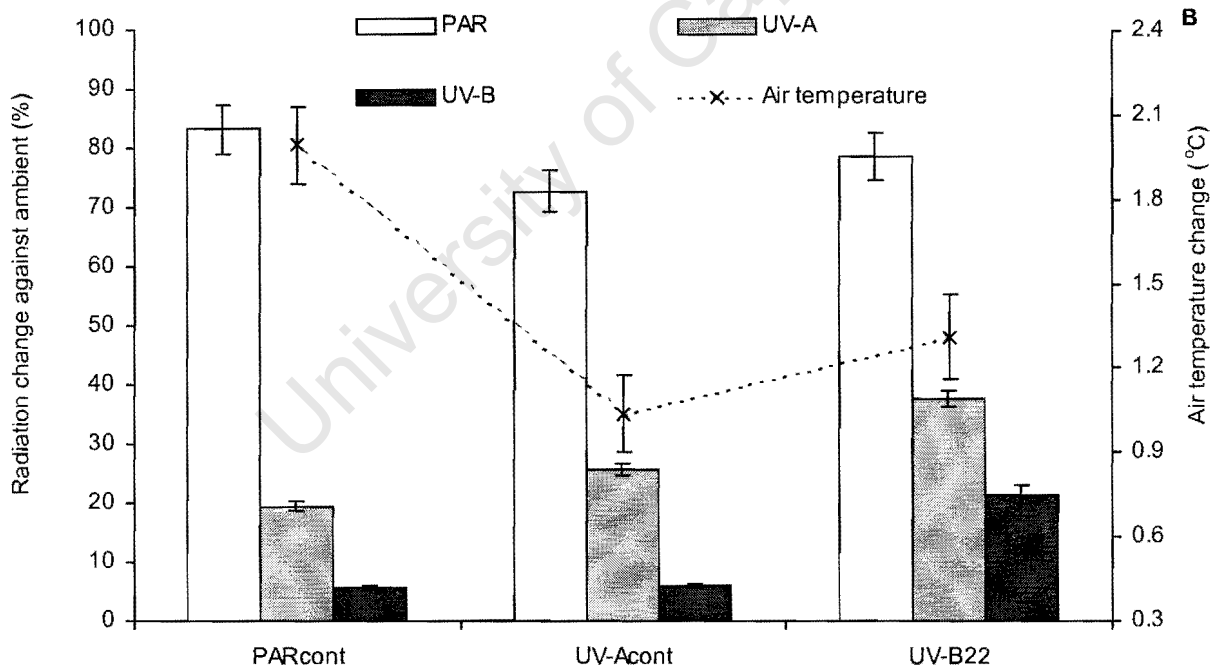 B
PAR
UV-A
UV-B
Air temperature
Radiation change against ambient (%)
100
90
80
70
60
50
40
30
20
10
0
2.4
2.1
1.8
1.5
1.2
0.9
0.6
0.3
Air temperature change (°C)
PARcont
UV-Acont
UV-B22
University of Ca